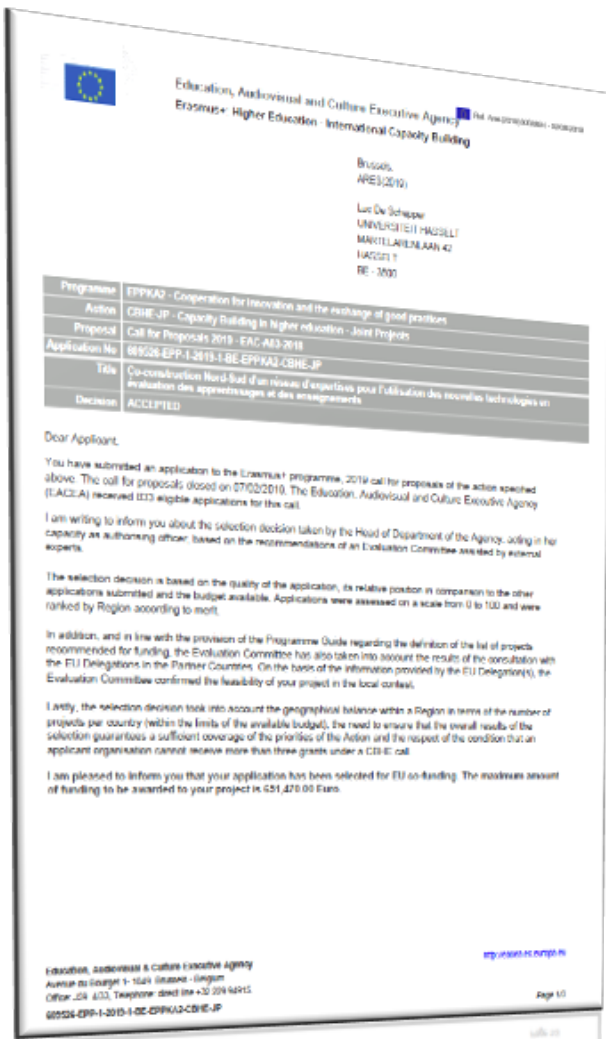 Education, Audiovisual and Culture Executive Agency
Erasmus+: Higher Education - International Capacity Building
Brussels,
ARES(2019)
Luc De Schepper
UNIVERSITEIT HASSELT
MARTELARENLAAN 42
HASSELT
BE - 3500
Programme EPPKA2 - Cooperation for innovation and the exchange of good practices
Action CBHE-JP - Capacity Building in higher education - Joint Projects
Proposal Call for Proposals 2019 - EAC-A03-2018
Application No 609526-EPP-1-2019-1-BE-EPPKA2-CBHE-JP
Title Co-construction Nord-Sud d'un réseau d'expertises pour l'utilisation des nouvelles technologies en
évaluation des apprentissages et des enseignements
Decision ACCEPTED
Dear Applicant,
You have submitted an application to the Erasmus+ programme, 2019 call for proposals of the action specified
above. The call for proposals closed on 07/02/2019. The Education, Audiovisual and Culture Executive Agency
(EACEA) received 833 eligible applications for this call.
I am writing to inform you about the selection decision taken by the Head of Department of the Agency, acting in her
capacity as authorising officer, based on the recommendations of an Evaluation Committee assisted by external
experts.
The selection decision is based on the quality of the application, its relative position in comparison to the other
applications submitted and the budget available. Applications were assessed on a scale from 0 to 100 and were
ranked by Region according to merit.
In addition, and in line with the provision of the Programme Guide regarding the definition of the list of projects
recommended for funding, the Evaluation Committee has also taken into account the results of the consultation with
the EU Delegations in the Partner Countries. On the basis of the information provided by the EU Delegation(s), the
Evaluation Committee confirmed the feasibility of your project in the local context.
Lastly, the selection decision took into account the geographical balance within a Region in terms of the number of
projects per country (within the limits of the available budget), the need to ensure that the overall results of the
selection guarantees a sufficient coverage of the priorities of the Action and the respect of the condition that an
applicant organisation cannot receive more than three grants under a CBHE call.
I am pleased to inform you that your application has been selected for EU co-funding. The maximum amount
of funding to be awarded to your project is 651,470.00 Euro.
Education, Audiovisual & Culture Executive Agency
Avenue du Bourget 1- 1049 Brussels - Belgium
609526-EPP-1-2019-1-BE-EPPKA2-CBHE-JP
Page 1/3